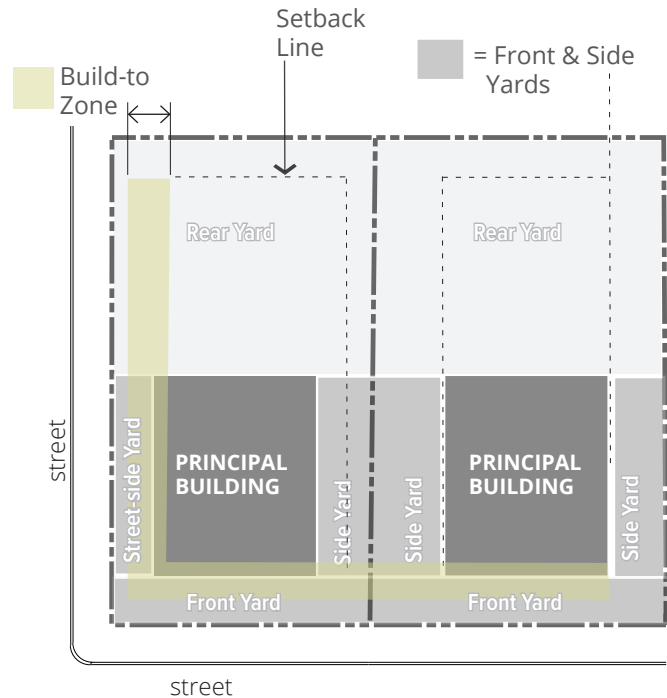 Setback
Line
Build-to
Zone
= Front & Side
Yards
Rear Yard
Rear Yard
street
Street-side Yard
PRINCIPAL
BUILDING
Side Yard
Side Yard
PRINCIPAL
BUILDING
Side Yard
Front Yard
Front Yard
street